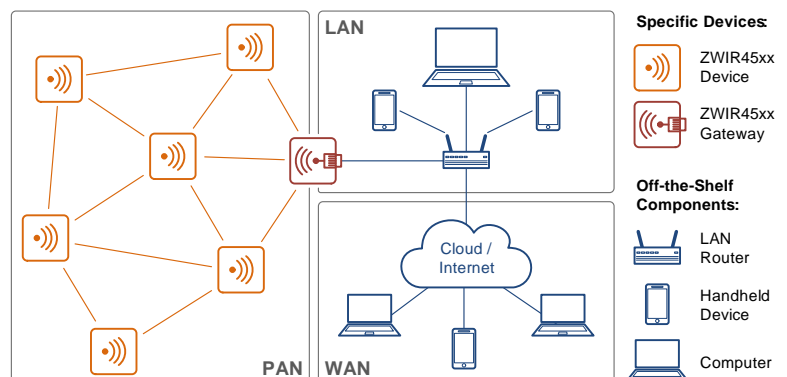 LAN
Cloud /
Internet
PAN
WAN
Specific Devices:
ZWIR45xx
Device
ZWIR45xx
Gateway
Off-the-Shelf
Components:
LAN
Router
Handheld
Device
Computer